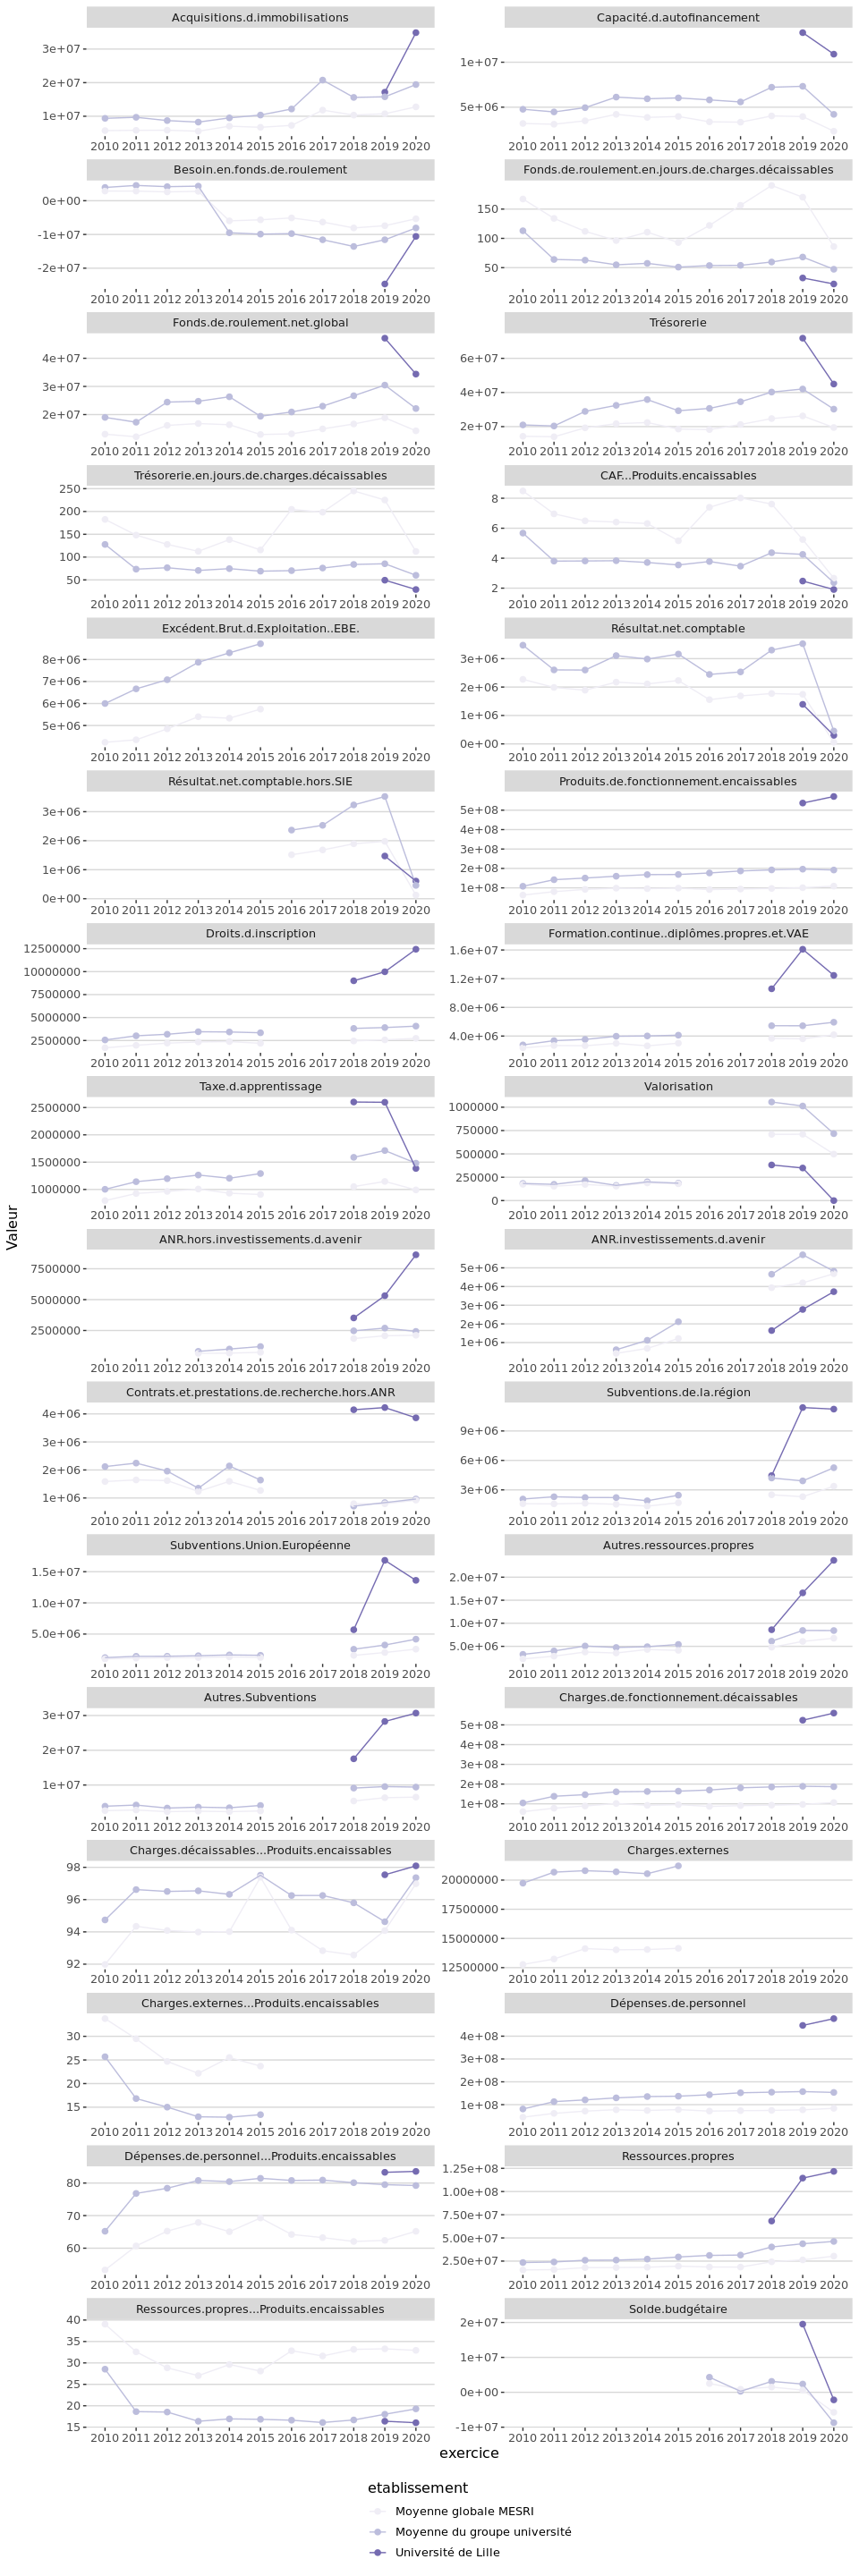 Acquisitions.d.immobilisations
3e+07
2e+07
1e+07
2010 2011 2012 2013 2014 2015 2016 2017 2018 2019 2020
Capacité.d.autofinancement
1e+07
5e+06
2010 2011 2012 2013 2014 2015 2016 2017 2018 2019 2020
Besoin.en.fonds.de.roulement
0e+00
-1e+07
-2e+07
2010 2011 2012 2013 2014 2015 2016 2017 2018 2019 2020
Fonds.de.roulement.en.jours.de.charges.décaissables
150
100
50
2010 2011 2012 2013 2014 2015 2016 2017 2018 2019 2020
Fonds.de.roulement.net.global
4e+07
3e+07
2e+07
2010 2011 2012 2013 2014 2015 2016 2017 2018 2019 2020
Trésorerie
6e+07
4e+07
2e+07
2010 2011 2012 2013 2014 2015 2016 2017 2018 2019 2020
Trésorerie.en.jours.de.charges.décaissables
250
200
150
100
50
2010 2011 2012 2013 2014 2015 2016 2017 2018 2019 2020
CAF...Produits.encaissables
8
6
4
2
2010 2011 2012 2013 2014 2015 2016 2017 2018 2019 2020
Excédent.Brut.d.Exploitation..EBE.
8e+06
7e+06
6e+06
5e+06
2010 2011 2012 2013 2014 2015 2016 2017 2018 2019 2020
Résultat.net.comptable
3e+06
2e+06
1e+06
0e+00
2010 2011 2012 2013 2014 2015 2016 2017 2018 2019 2020
Résultat.net.comptable.hors.SIE
3e+06
2e+06
1e+06
0e+00
2010 2011 2012 2013 2014 2015 2016 2017 2018 2019 2020
Produits.de.fonctionnement.encaissables
5e+08
4e+08
3e+08
2e+08
1e+08
2010 2011 2012 2013 2014 2015 2016 2017 2018 2019 2020
Droits.d.inscription
12500000
10000000
7500000
5000000
2500000
2010 2011 2012 2013 2014 2015 2016 2017 2018 2019 2020
Formation.continue..diplômes.propres.et.VAE
1.6e+07
1.2e+07
8.0e+06
4.0e+06
2010 2011 2012 2013 2014 2015 2016 2017 2018 2019 2020
Taxe.d.apprentissage
2500000
2000000
1500000
1000000
2010 2011 2012 2013 2014 2015 2016 2017 2018 2019 2020
Valorisation
1000000
750000
500000
250000
0
2010 2011 2012 2013 2014 2015 2016 2017 2018 2019 2020
Valeur
ANR.hors.investissements.d.avenir
7500000
5000000
2500000
2010 2011 2012 2013 2014 2015 2016 2017 2018 2019 2020
ANR.investissements.d.avenir
5e+06
4e+06
3e+06
2e+06
1e+06
2010 2011 2012 2013 2014 2015 2016 2017 2018 2019 2020
Contrats.et.prestations.de.recherche.hors.ANR
4e+06
3e+06
2e+06
1e+06
2010 2011 2012 2013 2014 2015 2016 2017 2018 2019 2020
Subventions.de.la.région
9e+06
6e+06
3e+06
2010 2011 2012 2013 2014 2015 2016 2017 2018 2019 2020
Subventions.Union.Européenne
1.5e+07
1.0e+07
5.0e+06
2010 2011 2012 2013 2014 2015 2016 2017 2018 2019 2020
Autres.ressources.propres
2.0e+07
1.5e+07
1.0e+07
5.0e+06
2010 2011 2012 2013 2014 2015 2016 2017 2018 2019 2020
Autres.Subventions
3e+07
2e+07
1e+07
2010 2011 2012 2013 2014 2015 2016 2017 2018 2019 2020
Charges.de.fonctionnement.décaissables
5e+08
4e+08
3e+08
2e+08
1e+08
2010 2011 2012 2013 2014 2015 2016 2017 2018 2019 2020
Charges.décaissables...Produits.encaissables
98
96
94
92
2010 2011 2012 2013 2014 2015 2016 2017 2018 2019 2020
Charges.externes
20000000
17500000
15000000
12500000
2010 2011 2012 2013 2014 2015 2016 2017 2018 2019 2020
Charges.externes...Produits.encaissables
30
25
20
15
2010 2011 2012 2013 2014 2015 2016 2017 2018 2019 2020
Dépenses.de.personnel
4e+08
3e+08
2e+08
1e+08
2010 2011 2012 2013 2014 2015 2016 2017 2018 2019 2020
Dépenses.de.personnel...Produits.encaissables
80
70
60
2010 2011 2012 2013 2014 2015 2016 2017 2018 2019 2020
Ressources.propres
1.25e+08
1.00e+08
7.50e+07
5.00e+07
2.50e+07
2010 2011 2012 2013 2014 2015 2016 2017 2018 2019 2020
Ressources.propres...Produits.encaissables
40
35
30
25
20
15
2010 2011 2012 2013 2014 2015 2016 2017 2018 2019 2020
Solde.budgétaire
2e+07
1e+07
0e+00
-1e+07
2010 2011 2012 2013 2014 2015 2016 2017 2018 2019 2020
exercice
etablissement
Moyenne globale MESRI
Moyenne du groupe université
Université de Lille